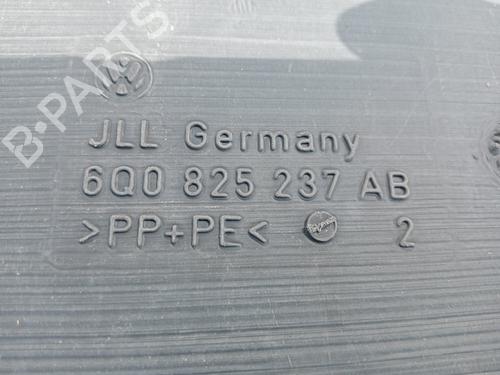 B-PARTS
JLL Germany
6Q0 825 237 AB
>PP+PE< 2